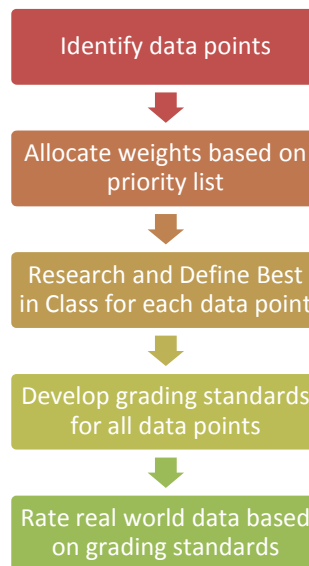 Identify data points
Allocate weights based on
priority list
Research and Define Best
in Class for each data point
Develop grading standards
for all data points
Rate real world data based
on grading standards